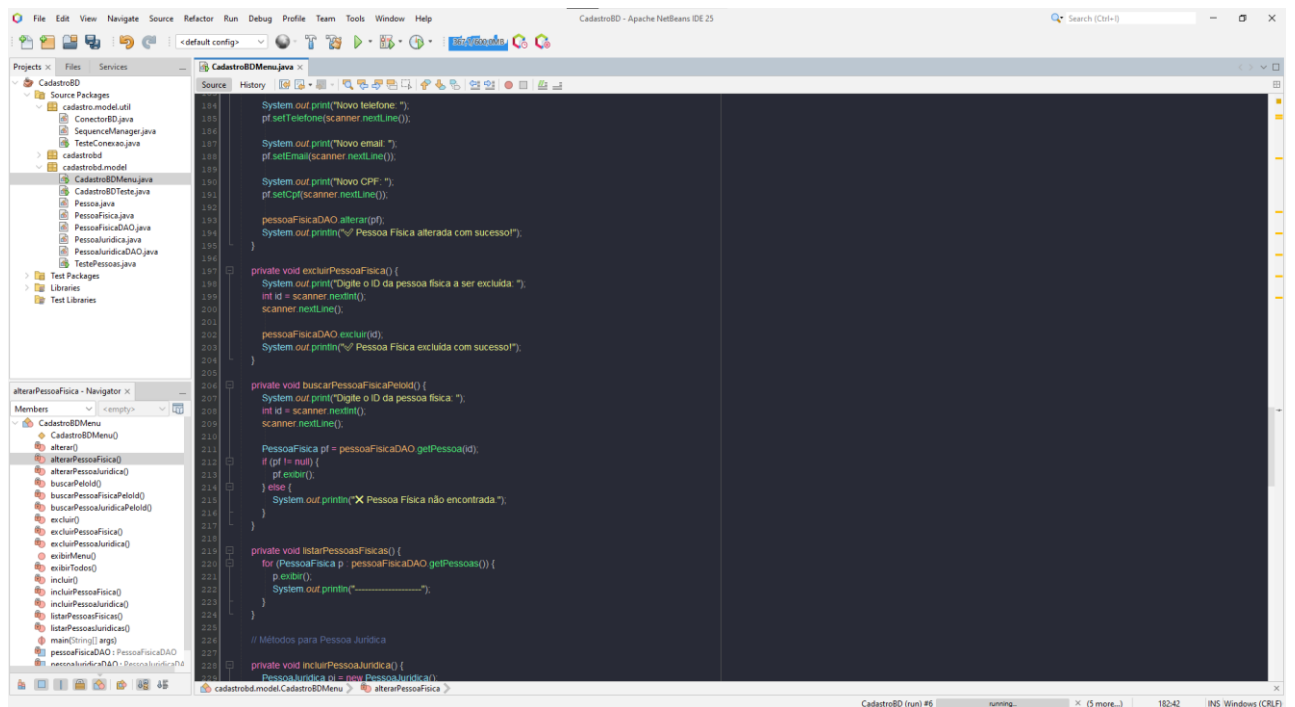 File Edit View Navigate Source Refactor Run Debug Profile Team Tools Window Help
CadastroBD - Apache NetBeans IDE 25
Search (Ctrl+I)
<default config>
Projects Files Services
CadastroBD
Source Packages
cadastro.model.util
ConectorBD.java
SequenceManager.java
TesteConexao.java
cadastrobd
cadastrobd.model
CadastroBDMenu.java
CadastroBDTeste.java
Pessoa.java
PessoaFisica.java
PessoaFisicaDAO.java
PessoaJuridica.java
PessoaJuridicaDAO.java
TestePessoas.java
Test Packages
Libraries
Test Libraries
alterarPessoaFisica - Navigator
Members <empty>
CadastroBDMenu
CadastroBDMenu()
alterar()
alterarPessoaFisica()
alterarPessoaJuridica()
buscarPeloId()
buscarPessoaFisicaPeloId()
buscarPessoaJuridicaPeloId()
excluir()
excluirPessoaFisica()
excluirPessoaJuridica()
exibirMenu()
exibirTodos()
incluir()
incluirPessoaFisica()
incluirPessoaJuridica()
listarPessoasFisicas()
listarPessoasJuridicas()
main(String[] args)
pessoaFisicaDAO : PessoaFisicaDAO
pessoaJuridicaDAO : PessoaJuridicaDA
CadastroBDMenu.java
Source History
184 System.out.print("Novo telefone: ");
185 pf.setTelefone(scanner.nextLine());
186
187 System.out.print("Novo email: ");
188 pf.setEmail(scanner.nextLine());
189
190 System.out.print("Novo CPF: ");
191 pf.setCpf(scanner.nextLine());
192
193 pessoaFisicaDAO.alterar(pf);
194 System.out.println("✅ Pessoa Física alterada com sucesso!");
195 }
196
197 private void excluirPessoaFisica() {
198 System.out.print("Digite o ID da pessoa física a ser excluída: ");
199 int id = scanner.nextInt();
200 scanner.nextLine();
201
202 pessoaFisicaDAO.excluir(id);
203 System.out.println("✅ Pessoa Física excluída com sucesso!");
204 }
205
206 private void buscarPessoaFisicaPeloId() {
207 System.out.print("Digite o ID da pessoa física: ");
208 int id = scanner.nextInt();
209 scanner.nextLine();
210
211 PessoaFisica pf = pessoaFisicaDAO.getPessoa(id);
212 if (pf != null) {
213 pf.exibir();
214 } else {
215 System.out.println("❌ Pessoa Física não encontrada.");
216 }
217 }
218
219 private void listarPessoasFisicas() {
220 for (PessoaFisica p : pessoaFisicaDAO.getPessoas()) {
221 p.exibir();
222 System.out.println("--------------------");
223 }
224 }
225
226 // Métodos para Pessoa Jurídica
227
228 private void incluirPessoaJuridica() {
229 PessoaJuridica pj = new PessoaJuridica();
cadastrobd.model.CadastroBDMenu alterarPessoaFisica
CadastroBD (run) #6 running... (5 more...) 182:42 INS Windows (CRLF)